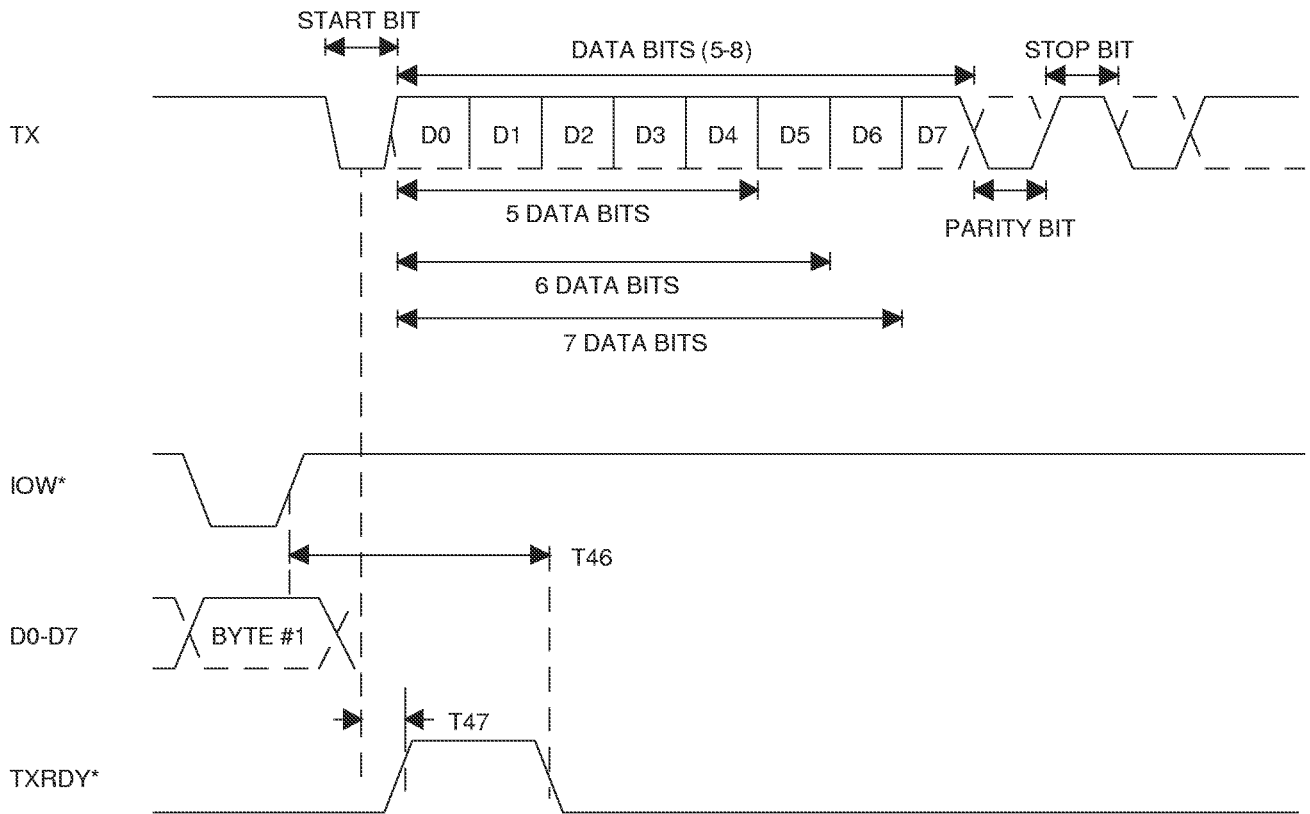 START BIT
DATA BITS (5-8)
STOP BIT
TX
D0 D1 D2 D3 D4 D5 D6 D7
5 DATA BITS
PARITY BIT
6 DATA BITS
7 DATA BITS
IOW*
T46
D0-D7
BYTE #1
T47
TXRDY*